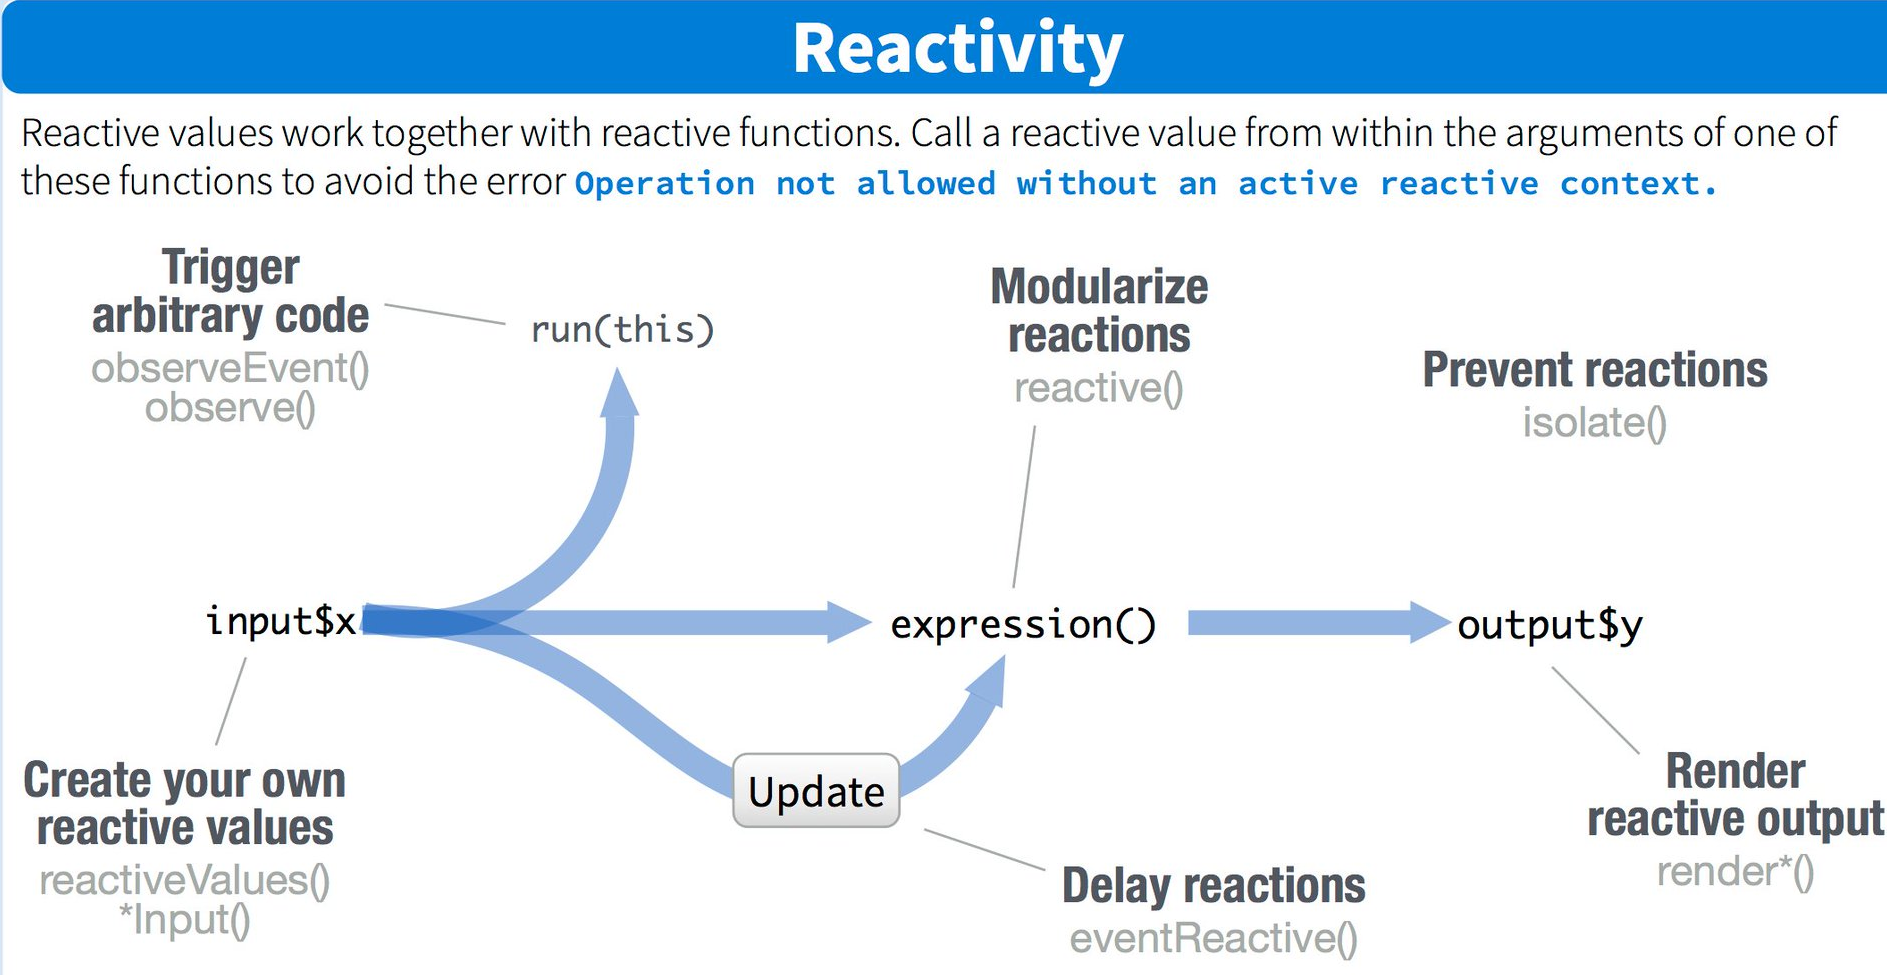 Reactivity
Reactive values work together with reactive functions. Call a reactive value from within the arguments of one of
these functions to avoid the error Operation not allowed without an active reactive context.
Trigger
arbitrary code
observeEvent()
observe()
run(this)
Modularize
reactions
reactive()
Prevent reactions
isolate()
input$x
expression()
output$y
Update
Create your own
reactive values
reactiveValues()
*Input()
Delay reactions
eventReactive()
Render
reactive output
render*()